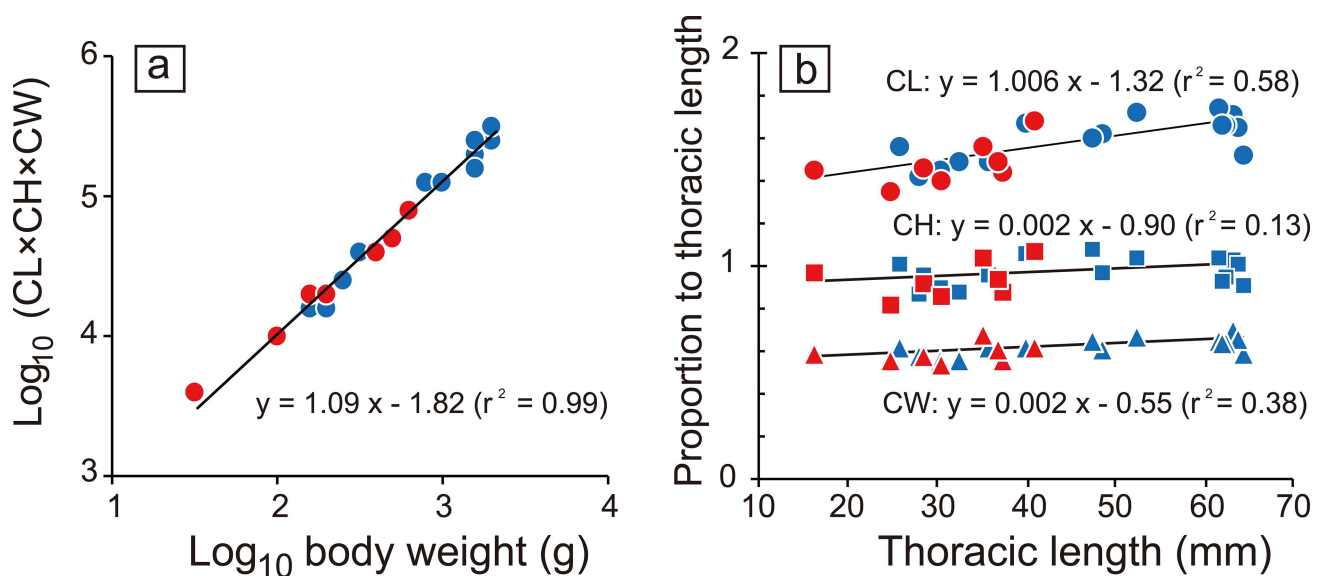 a
Log₁₀ (CL×CH×CW)
6
5
4
3
1
2
3
4
y = 1.09 x - 1.82 (r² = 0.99)
Log₁₀ body weight (g)
b
Proportion to thoracic length
2
1
0
10
20
30
40
50
60
70
CL: y = 1.006 x - 1.32 (r² = 0.58)
CH: y = 0.002 x - 0.90 (r² = 0.13)
CW: y = 0.002 x - 0.55 (r² = 0.38)
Thoracic length (mm)